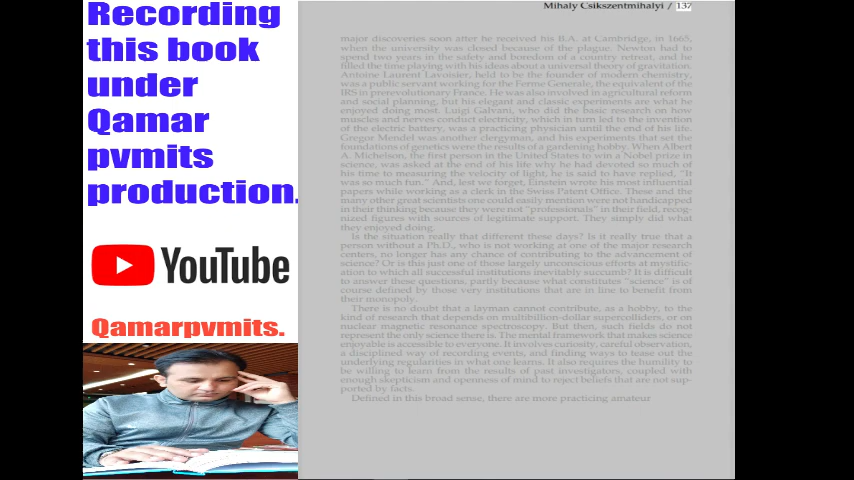 Recording
this book
under
Qamar
pvmits
production.
YouTube
Qamarpvmits.
Mihaly Csikszentmihalyi / 137
major discoveries soon after he received his B.A. at Cambridge, in 1665,
when the university was closed because of the plague. Newton had to
spend two years in the safety and boredom of a country retreat, and he
filled the time playing with his ideas about a universal theory of gravitation.
Antoine Laurent Lavoisier, held to be the founder of modern chemistry,
was a public servant working for the Ferme Generale, the equivalent of the
IRS in prerevolutionary France. He was also involved in agricultural reform
and social planning, but his elegant and classic experiments are what he
enjoyed doing most. Luigi Galvani, who did the basic research on how
muscles and nerves conduct electricity, which in turn led to the invention
of the electric battery, was a practicing physician until the end of his life.
Gregor Mendel was another clergyman, and his experiments that set the
foundations of genetics were the results of a gardening hobby. When Albert
A. Michelson, the first person in the United States to win a Nobel prize in
science, was asked at the end of his life why he had devoted so much of
his time to measuring the velocity of light, he is said to have replied, “It
was so much fun.” And, lest we forget, Einstein wrote his most influential
papers while working as a clerk in the Swiss Patent Office. These and the
many other great scientists one could easily mention were not handicapped
in their thinking because they were not “professionals” in their field, recog-
nized figures with sources of legitimate support. They simply did what
they enjoyed doing.
Is the situation really that different these days? Is it really true that a
person without a Ph.D., who is not working at one of the major research
centers, no longer has any chance of contributing to the advancement of
science? Or is this just one of those largely unconscious efforts at mystific-
ation to which all successful institutions inevitably succumb? It is difficult
to answer these questions, partly because what constitutes “science” is of
course defined by those very institutions that are in line to benefit from
their monopoly.
There is no doubt that a layman cannot contribute, as a hobby, to the
kind of research that depends on multibillion-dollar supercolliders, or on
nuclear magnetic resonance spectroscopy. But then, such fields do not
represent the only science there is. The mental framework that makes science
enjoyable is accessible to everyone. It involves curiosity, careful observation,
a disciplined way of recording events, and finding ways to tease out the
underlying regularities in what one learns. It also requires the humility to
be willing to learn from the results of past investigators, coupled with
enough skepticism and openness of mind to reject beliefs that are not sup-
ported by facts.
Defined in this broad sense, there are more practicing amateur